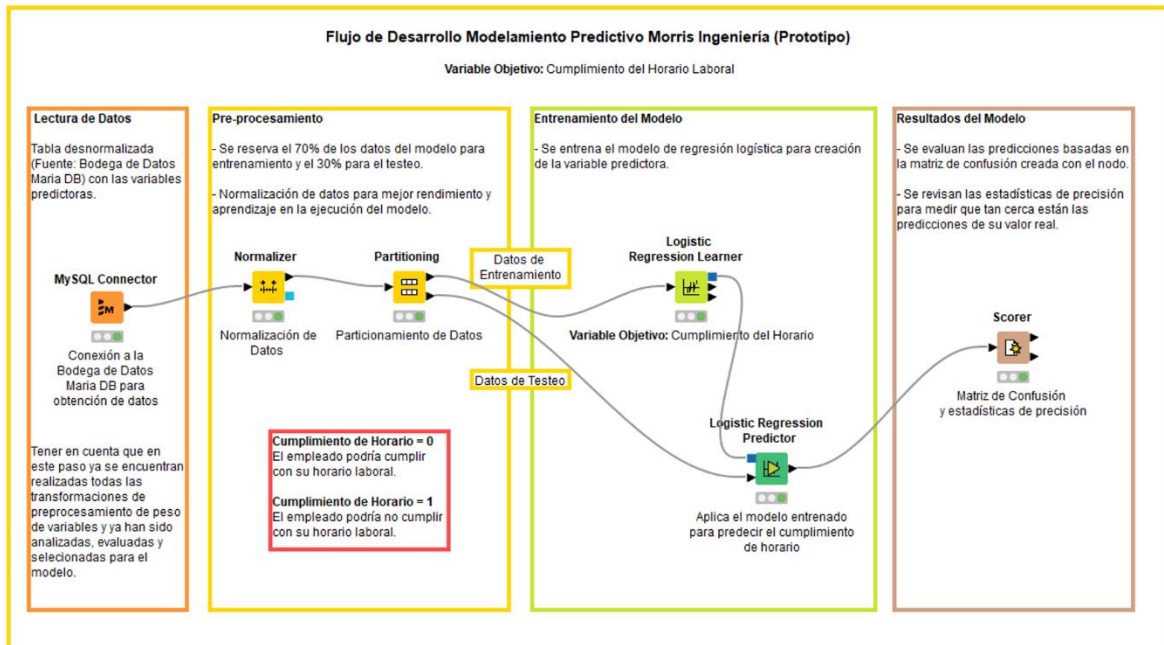 Flujo de Desarrollo Modelamiento Predictivo Morris Ingeniería (Prototipo)
Variable Objetivo: Cumplimiento del Horario Laboral
Lectura de Datos
Tabla desnormalizada
(Fuente: Bodega de Datos
Maria DB) con las variables
predictoras.
MySQL Connector
M
Conexión a la
Bodega de Datos
Maria DB para
obtención de datos
Tener en cuenta que en
este paso ya se encuentran
realizadas todas las
transformaciones de
preprocesamiento de peso
de variables y ya han sido
analizadas, evaluadas y
selecionadas para el
modelo.
Pre-procesamiento
- Se reserva el 70% de los datos del modelo para
entrenamiento y el 30% para el testeo.
- Normalización de datos para mejor rendimiento y
aprendizaje en la ejecución del modelo.
Normalizer
Normalización de
Datos
Partitioning
Particionamiento de Datos
Datos de
Entrenamiento
Datos de Testeo
Cumplimiento de Horario = 0
El empleado podría cumplir
con su horario laboral.
Cumplimiento de Horario = 1
El empleado podría no cumplir
con su horario laboral.
Entrenamiento del Modelo
- Se entrena el modelo de regresión logística para creación
de la variable predictora.
Logistic
Regression Learner
Variable Objetivo: Cumplimiento del Horario
Logistic Regression
Predictor
Aplica el modelo entrenado
para predecir el cumplimiento
de horario
Resultados del Modelo
- Se evaluan las predicciones basadas en
la matriz de confusión creada con el nodo.
- Se revisan las estadísticas de precisión
para medir que tan cerca están las
predicciones de su valor real.
Scorer
Matriz de Confusión
y estadísticas de precisión